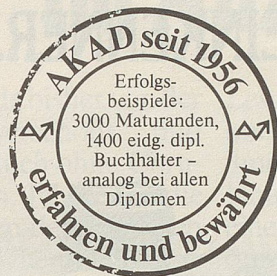 AKAD seit 1956
Erfolgs-
beispiele:
3000 Maturanden,
1400 eidg. dipl.
Buchhalter –
analog bei allen
Diplomen
erfahren und bewährt